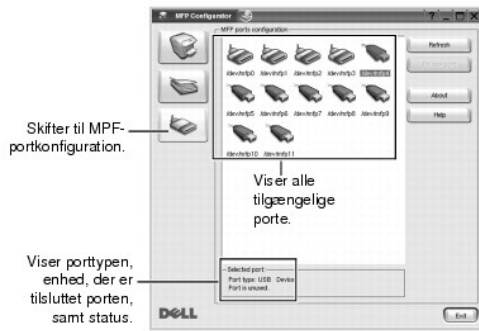 MFP Configurator
MFP ports configuration
/dev/mfp0 /dev/mfp1 /dev/mfp2 /dev/mfp3 /dev/mfp4
/dev/mfp5 /dev/mfp6 /dev/mfp7 /dev/mfp8 /dev/mfp9
/dev/mfp10 /dev/mfp11
Refresh
About
Help
Skifter til MPF-
portkonfiguration.
Viser alle
tilgængelige
porte.
Viser porttypen,
enhed, der er
tilsluttet porten,
samt status.
Selected port
Port type: USB Device
Port is unused.
DELL
Exit